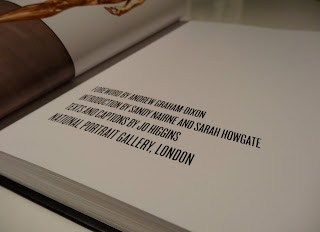 FOREWORD BY ANDREW GRAHAM DIXON
INTRODUCTION BY SANDY NAIRNE AND SARAH HOWGATE
TEXTS AND CAPTIONS BY JO HIGGINS
NATIONAL PORTRAIT GALLERY, LONDON